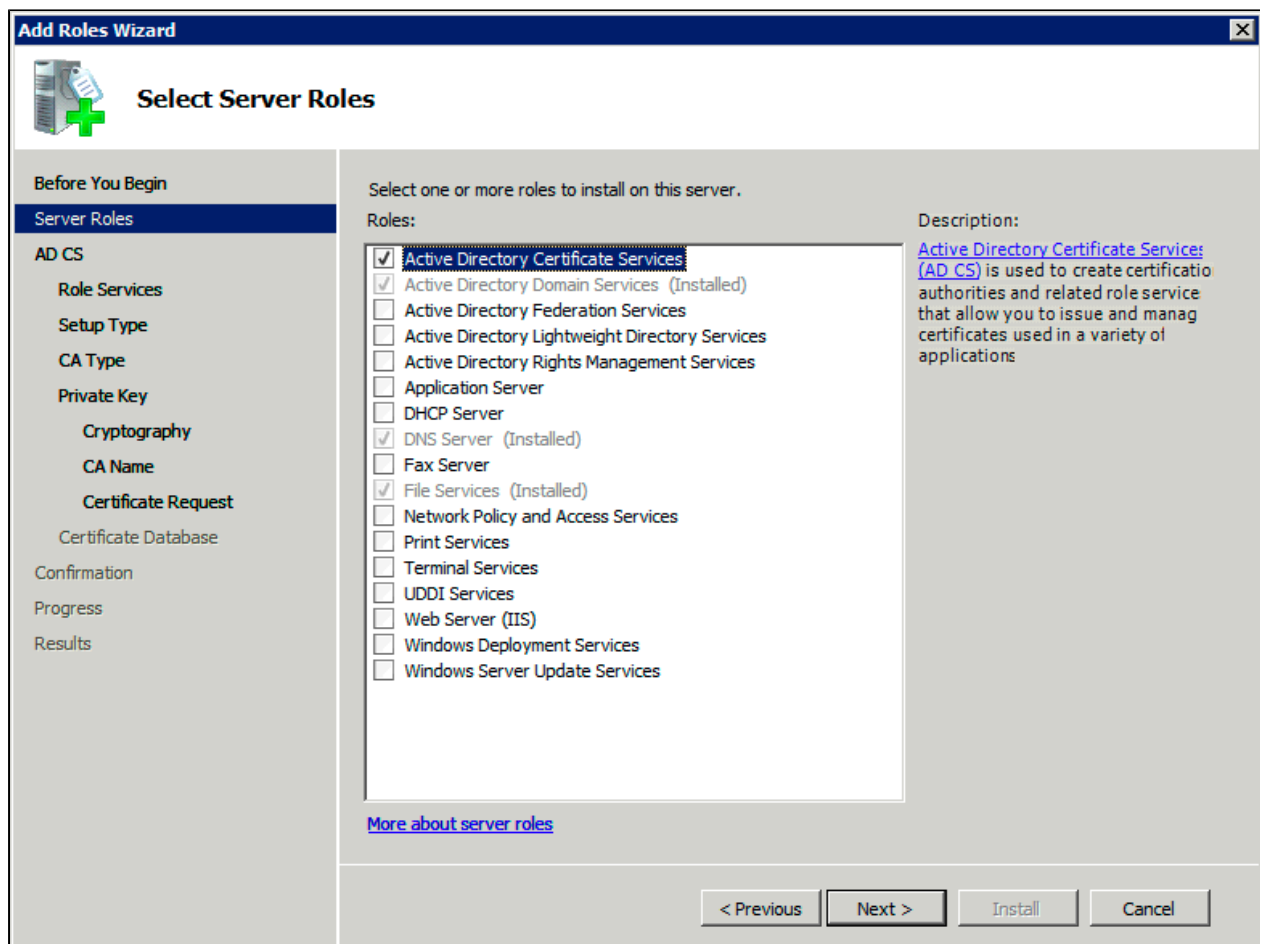 Add Roles Wizard
Select Server Roles
Before You Begin
Server Roles
AD CS
Role Services
Setup Type
CA Type
Private Key
Cryptography
CA Name
Certificate Request
Certificate Database
Confirmation
Progress
Results
Select one or more roles to install on this server.
Roles:
Active Directory Certificate Services
Active Directory Domain Services (Installed)
Active Directory Federation Services
Active Directory Lightweight Directory Services
Active Directory Rights Management Services
Application Server
DHCP Server
DNS Server (Installed)
Fax Server
File Services (Installed)
Network Policy and Access Services
Print Services
Terminal Services
UDDI Services
Web Server (IIS)
Windows Deployment Services
Windows Server Update Services
More about server roles
Description:
Active Directory Certificate Services
(AD CS) is used to create certificatio
authorities and related role service
that allow you to issue and manag
certificates used in a variety of
applications
< Previous
Next >
Install
Cancel